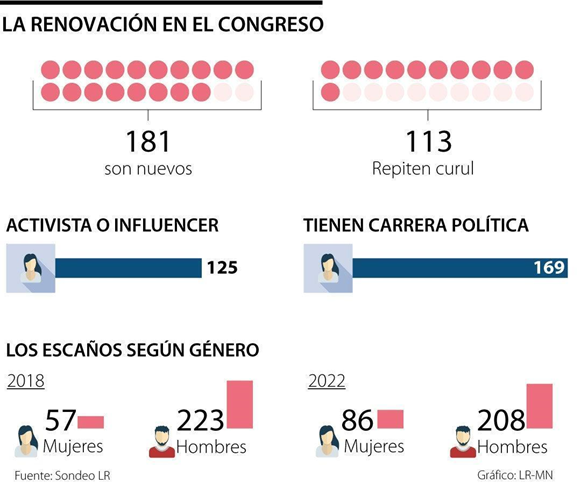 LA RENOVACIÓN EN EL CONGRESO
181
son nuevos
113
Repiten curul
ACTIVISTA O INFLUENCER
125
TIENEN CARRERA POLÍTICA
169
LOS ESCAÑOS SEGÚN GÉNERO
2018
57
Mujeres
223
Hombres
2022
86
Mujeres
208
Hombres
Fuente: Sondeo LR
Gráfico: LR-MN